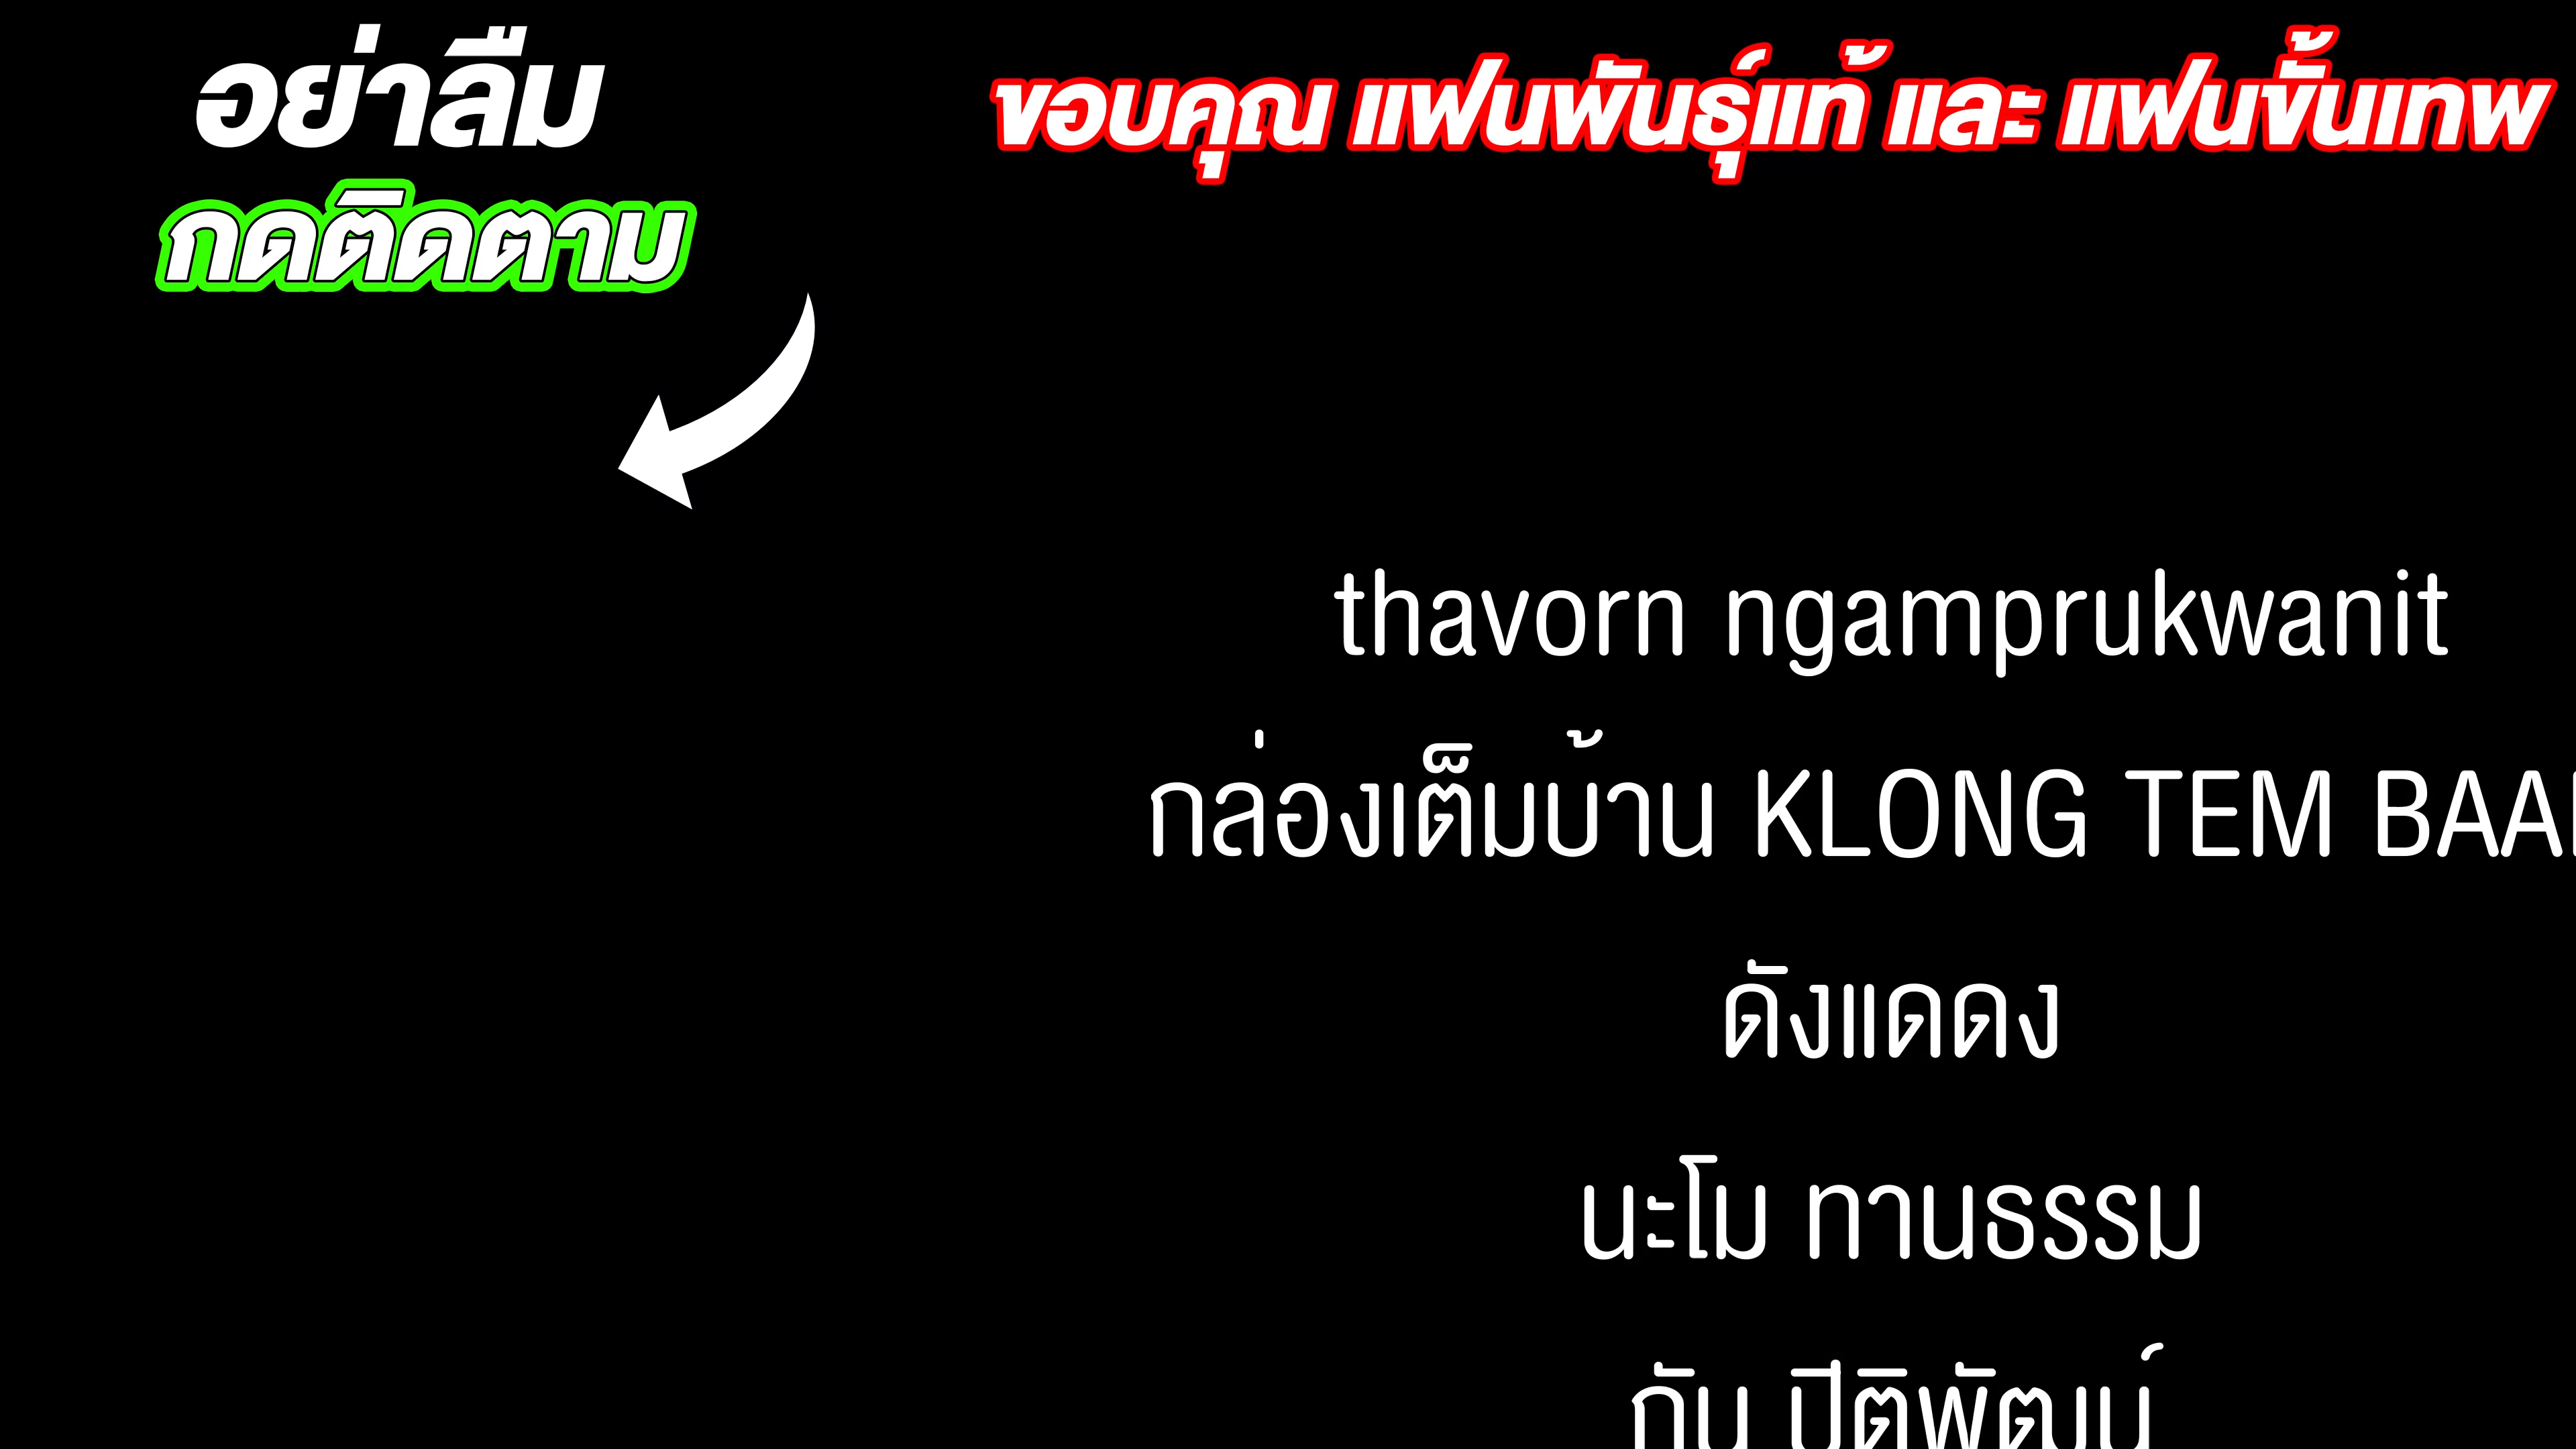 อย่าลืม
กดติดตาม
ขอบคุณ แฟนพันธุ์แท้ และ แฟนขั้นเทพ
thavorn ngamprukwanit
กล่องเต็มบ้าน KLONG TEM
ดังแดดง
นะโม ทานธรรม